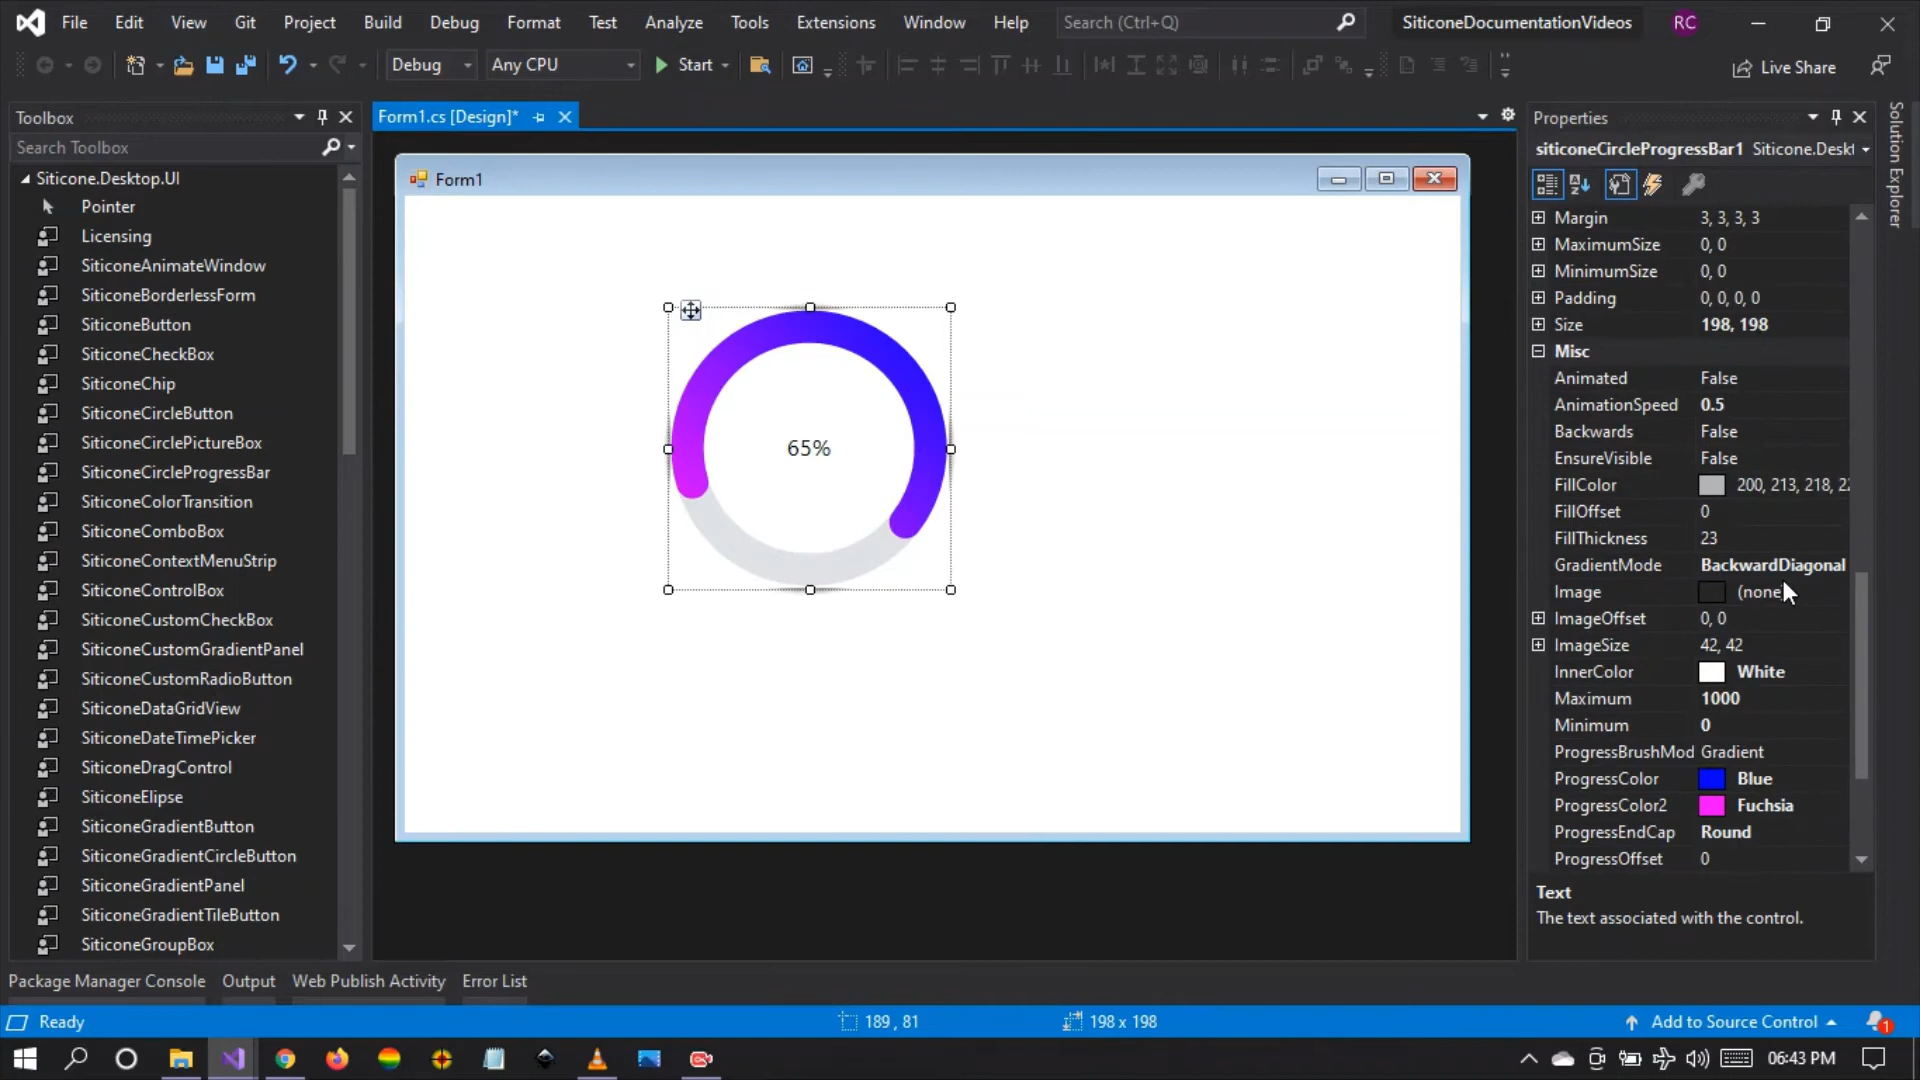 File Edit View Git Project Build Debug Format Test Analyze Tools Extensions Window Help Search (Ctrl+Q) SiticoneDocumentationVideos RC
Debug Any CPU Start Live Share
Toolbox
Search Toolbox
Siticone.Desktop.UI
Pointer
Licensing
SiticoneAnimateWindow
SiticoneBorderlessForm
SiticoneButton
SiticoneCheckBox
SiticoneChip
SiticoneCircleButton
SiticoneCirclePictureBox
SiticoneCircleProgressBar
SiticoneColorTransition
SiticoneComboBox
SiticoneContextMenuStrip
SiticoneControlBox
SiticoneCustomCheckBox
SiticoneCustomGradientPanel
SiticoneCustomRadioButton
SiticoneDataGridView
SiticoneDateTimePicker
SiticoneDragControl
SiticoneElipse
SiticoneGradientButton
SiticoneGradientCircleButton
SiticoneGradientPanel
SiticoneGradientTileButton
SiticoneGroupBox
Form1.cs [Design]*
Form1
65%
Properties
siticoneCircleProgressBar1 Siticone.Deskt
Margin 3, 3, 3, 3
MaximumSize 0, 0
MinimumSize 0, 0
Padding 0, 0, 0, 0
Size 198, 198
Misc
Animated False
AnimationSpeed 0.5
Backwards False
EnsureVisible False
FillColor 200, 213, 218, 22
FillOffset 0
FillThickness 23
GradientMode BackwardDiagonal
Image (none)
ImageOffset 0, 0
ImageSize 42, 42
InnerColor White
Maximum 1000
Minimum 0
ProgressBrushMod Gradient
ProgressColor Blue
ProgressColor2 Fuchsia
ProgressEndCap Round
ProgressOffset 0
Text
The text associated with the control.
Solution Explorer
Package Manager Console Output Web Publish Activity Error List
Ready 189 , 81 198 x 198 Add to Source Control 1
06:43 PM